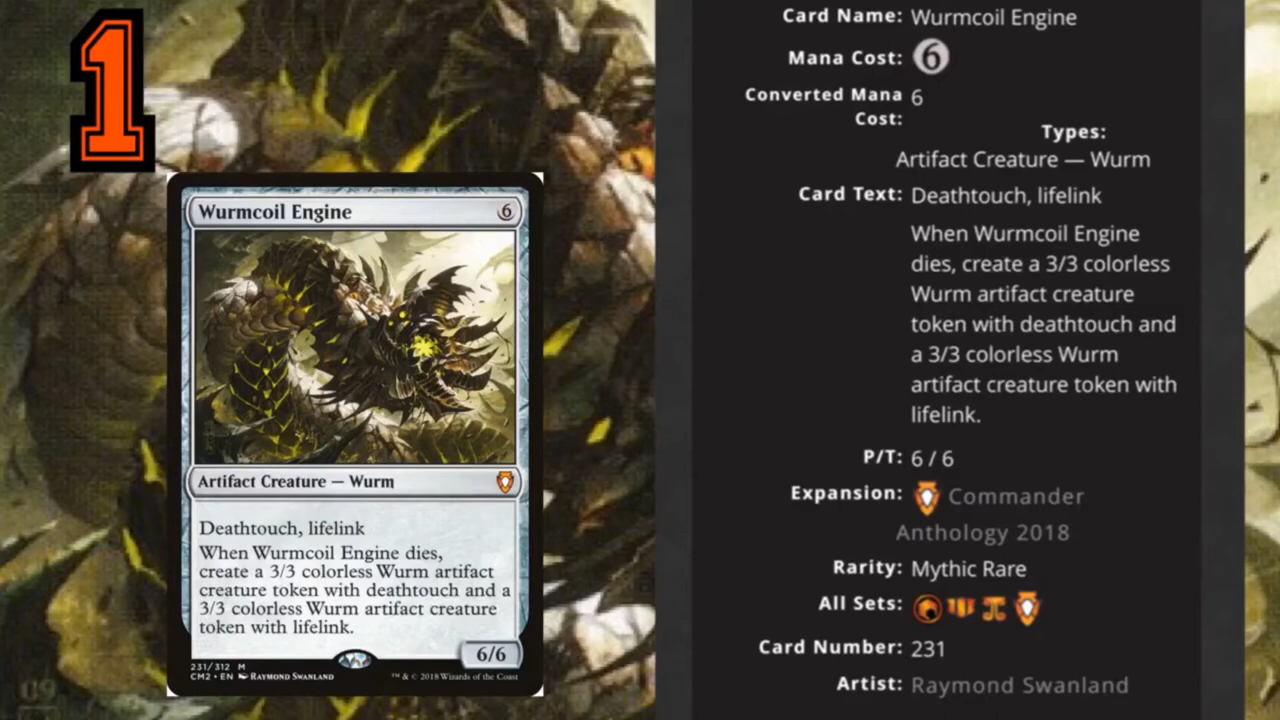 1
Wurmcoil Engine
6
Artifact Creature — Wurm
Deathtouch, lifelink
When Wurmcoil Engine dies,
create a 3/3 colorless Wurm artifact
creature token with deathtouch and a
3/3 colorless Wurm artifact creature
token with lifelink.
6/6
231/312 M
CM2 • EN RAYMOND SWANLAND
™ & © 2018 Wizards of the Coast
Card Name: Wurmcoil Engine
Mana Cost: 6
Converted Mana 6
Cost:
Types:
Artifact Creature — Wurm
Card Text: Deathtouch, lifelink
When Wurmcoil Engine
dies, create a 3/3 colorless
Wurm artifact creature
token with deathtouch and
a 3/3 colorless Wurm
artifact creature token with
lifelink.
P/T: 6 / 6
Expansion: Commander
Anthology 2018
Rarity: Mythic Rare
All Sets:
Card Number: 231
Artist: Raymond Swanland